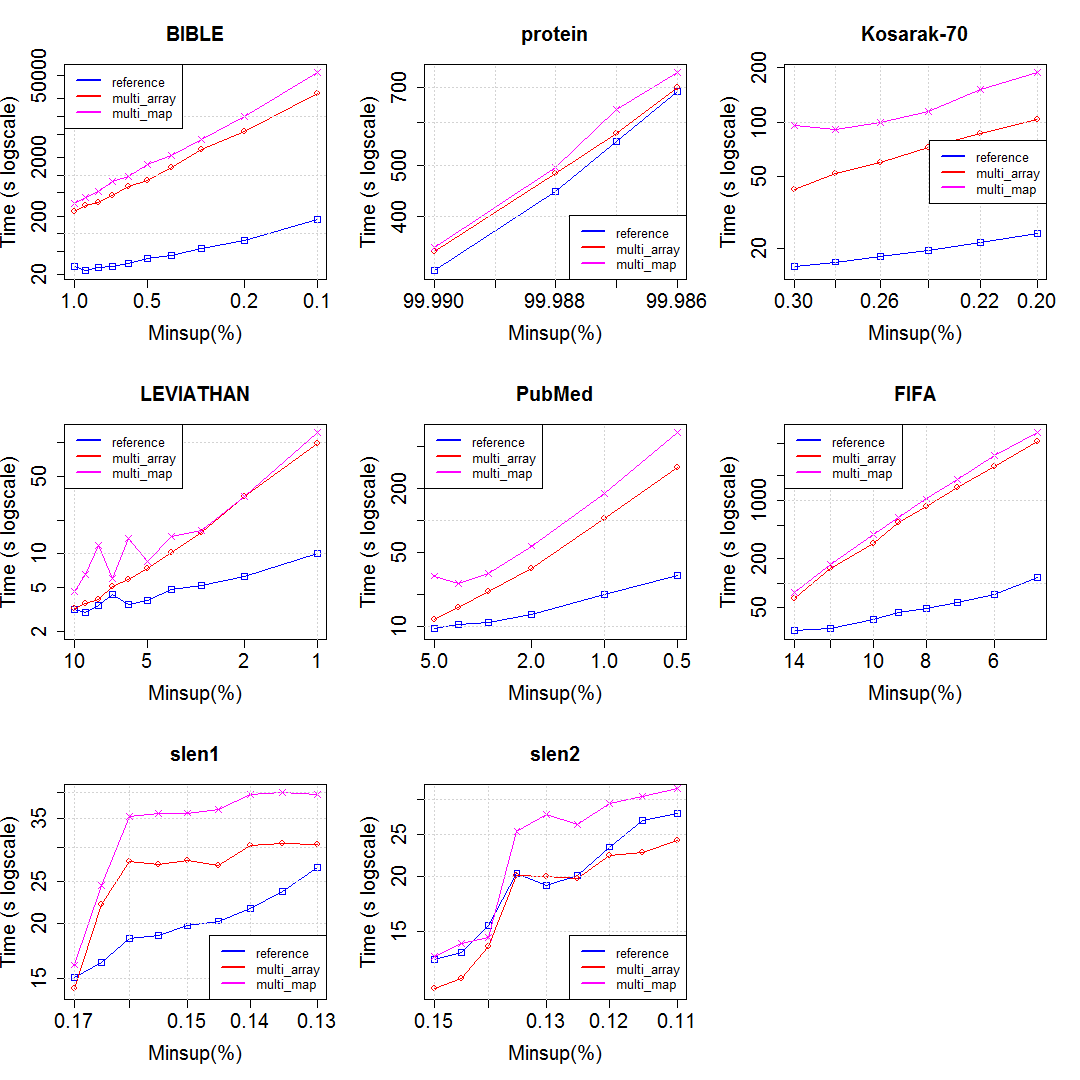 BIBLE
Time (s logscale)
20 200 2000 50000
reference
multi_array
multi_map
1.0 0.5 0.2 0.1
Minsup(%)
protein
Time (s logscale)
400 500 700
reference
multi_array
multi_map
99.990 99.988 99.986
Minsup(%)
Kosarak-70
Time (s logscale)
20 50 100 200
reference
multi_array
multi_map
0.30 0.26 0.22 0.20
Minsup(%)
LEVIATHAN
Time (s logscale)
2 5 10 50
reference
multi_array
multi_map
10 5 2 1
Minsup(%)
PubMed
Time (s logscale)
10 50 200
reference
multi_array
multi_map
5.0 2.0 1.0 0.5
Minsup(%)
FIFA
Time (s logscale)
50 200 1000
reference
multi_array
multi_map
14 10 8 6
Minsup(%)
slen1
Time (s logscale)
15 20 25 35
reference
multi_array
multi_map
0.17 0.15 0.14 0.13
Minsup(%)
slen2
Time (s logscale)
15 20 25
reference
multi_array
multi_map
0.15 0.13 0.12 0.11
Minsup(%)